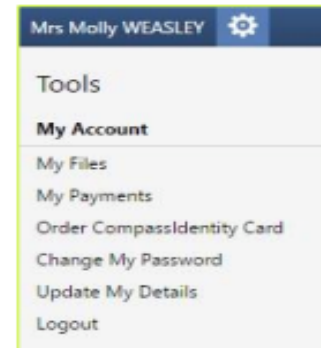 Mrs Molly WEASLEY
Tools
My Account
My Files
My Payments
Order CompassIdentity Card
Change My Password
Update My Details
Logout